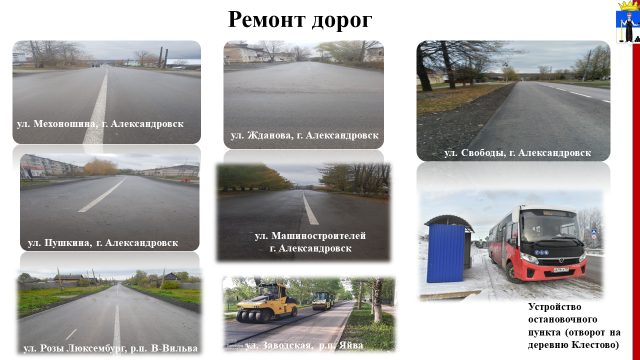 Ремонт дорог
ул. Мехоношина, г. Александровск
ул. Жданова, г. Александровск
ул. Свободы, г. Александровск
ул. Пушкина, г. Александровск
ул. Машиностроителей
г. Александровск
ул. Розы Люксембург, р.п. В-Вильва
ул. Заводская, р.п. Яйва
Устройство
остановочного
пункта (отворот на
деревню Клестово)